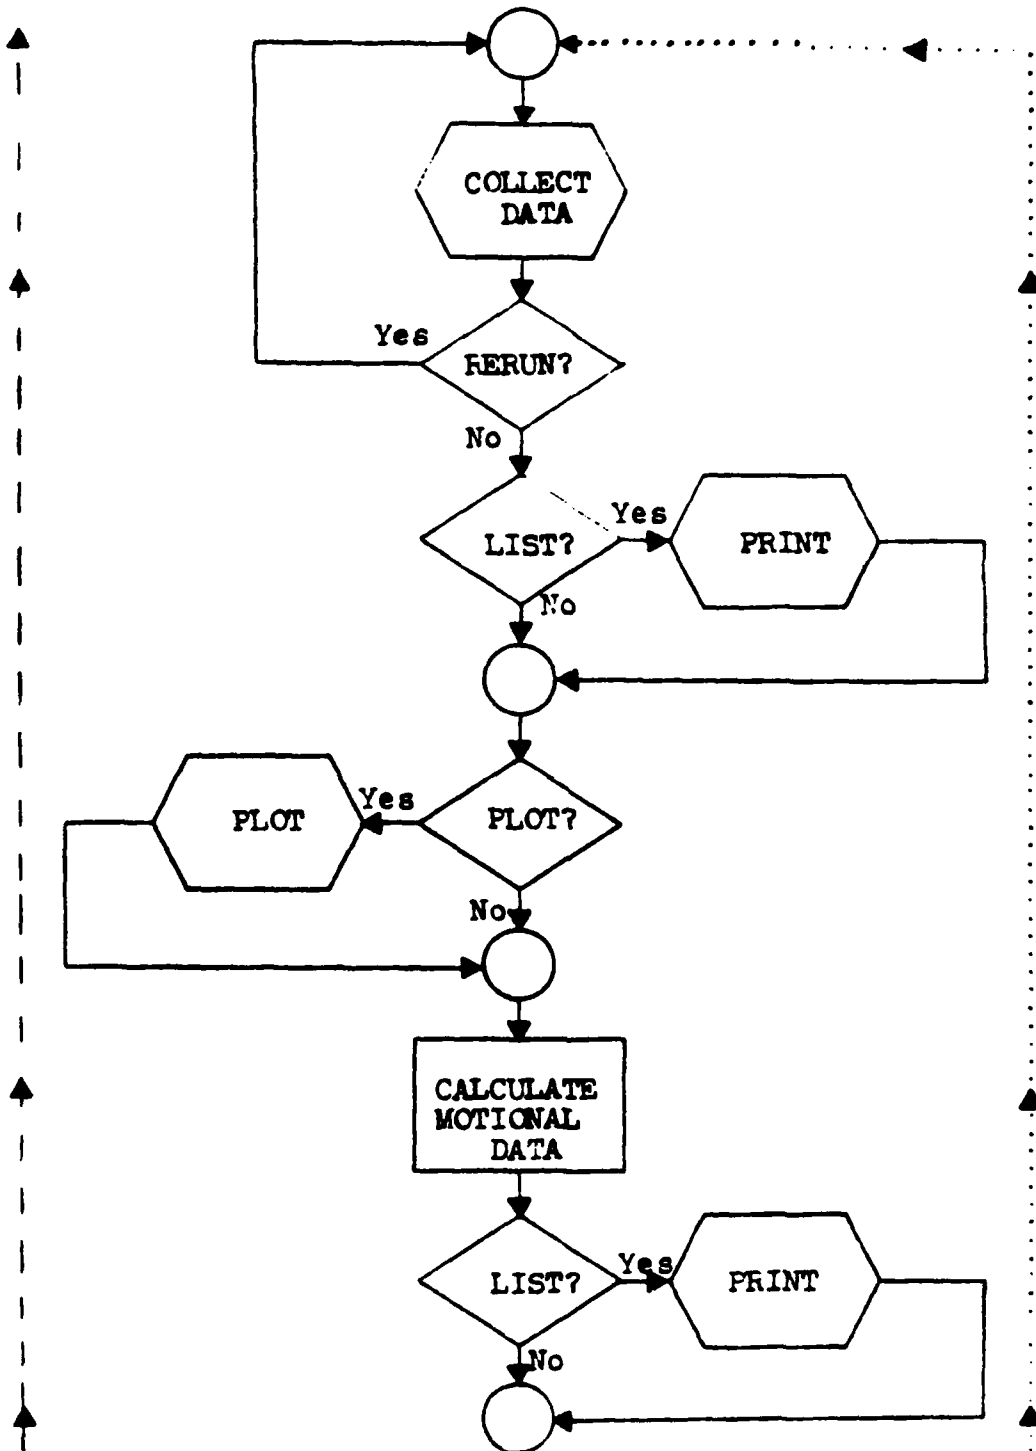 COLLECT
DATA
Yes
RERUN?
No
Yes
LIST?
PRINT
No
PLOT
Yes
PLOT?
No
CALCULATE
MOTIONAL
DATA
LIST?
Yes
PRINT
No